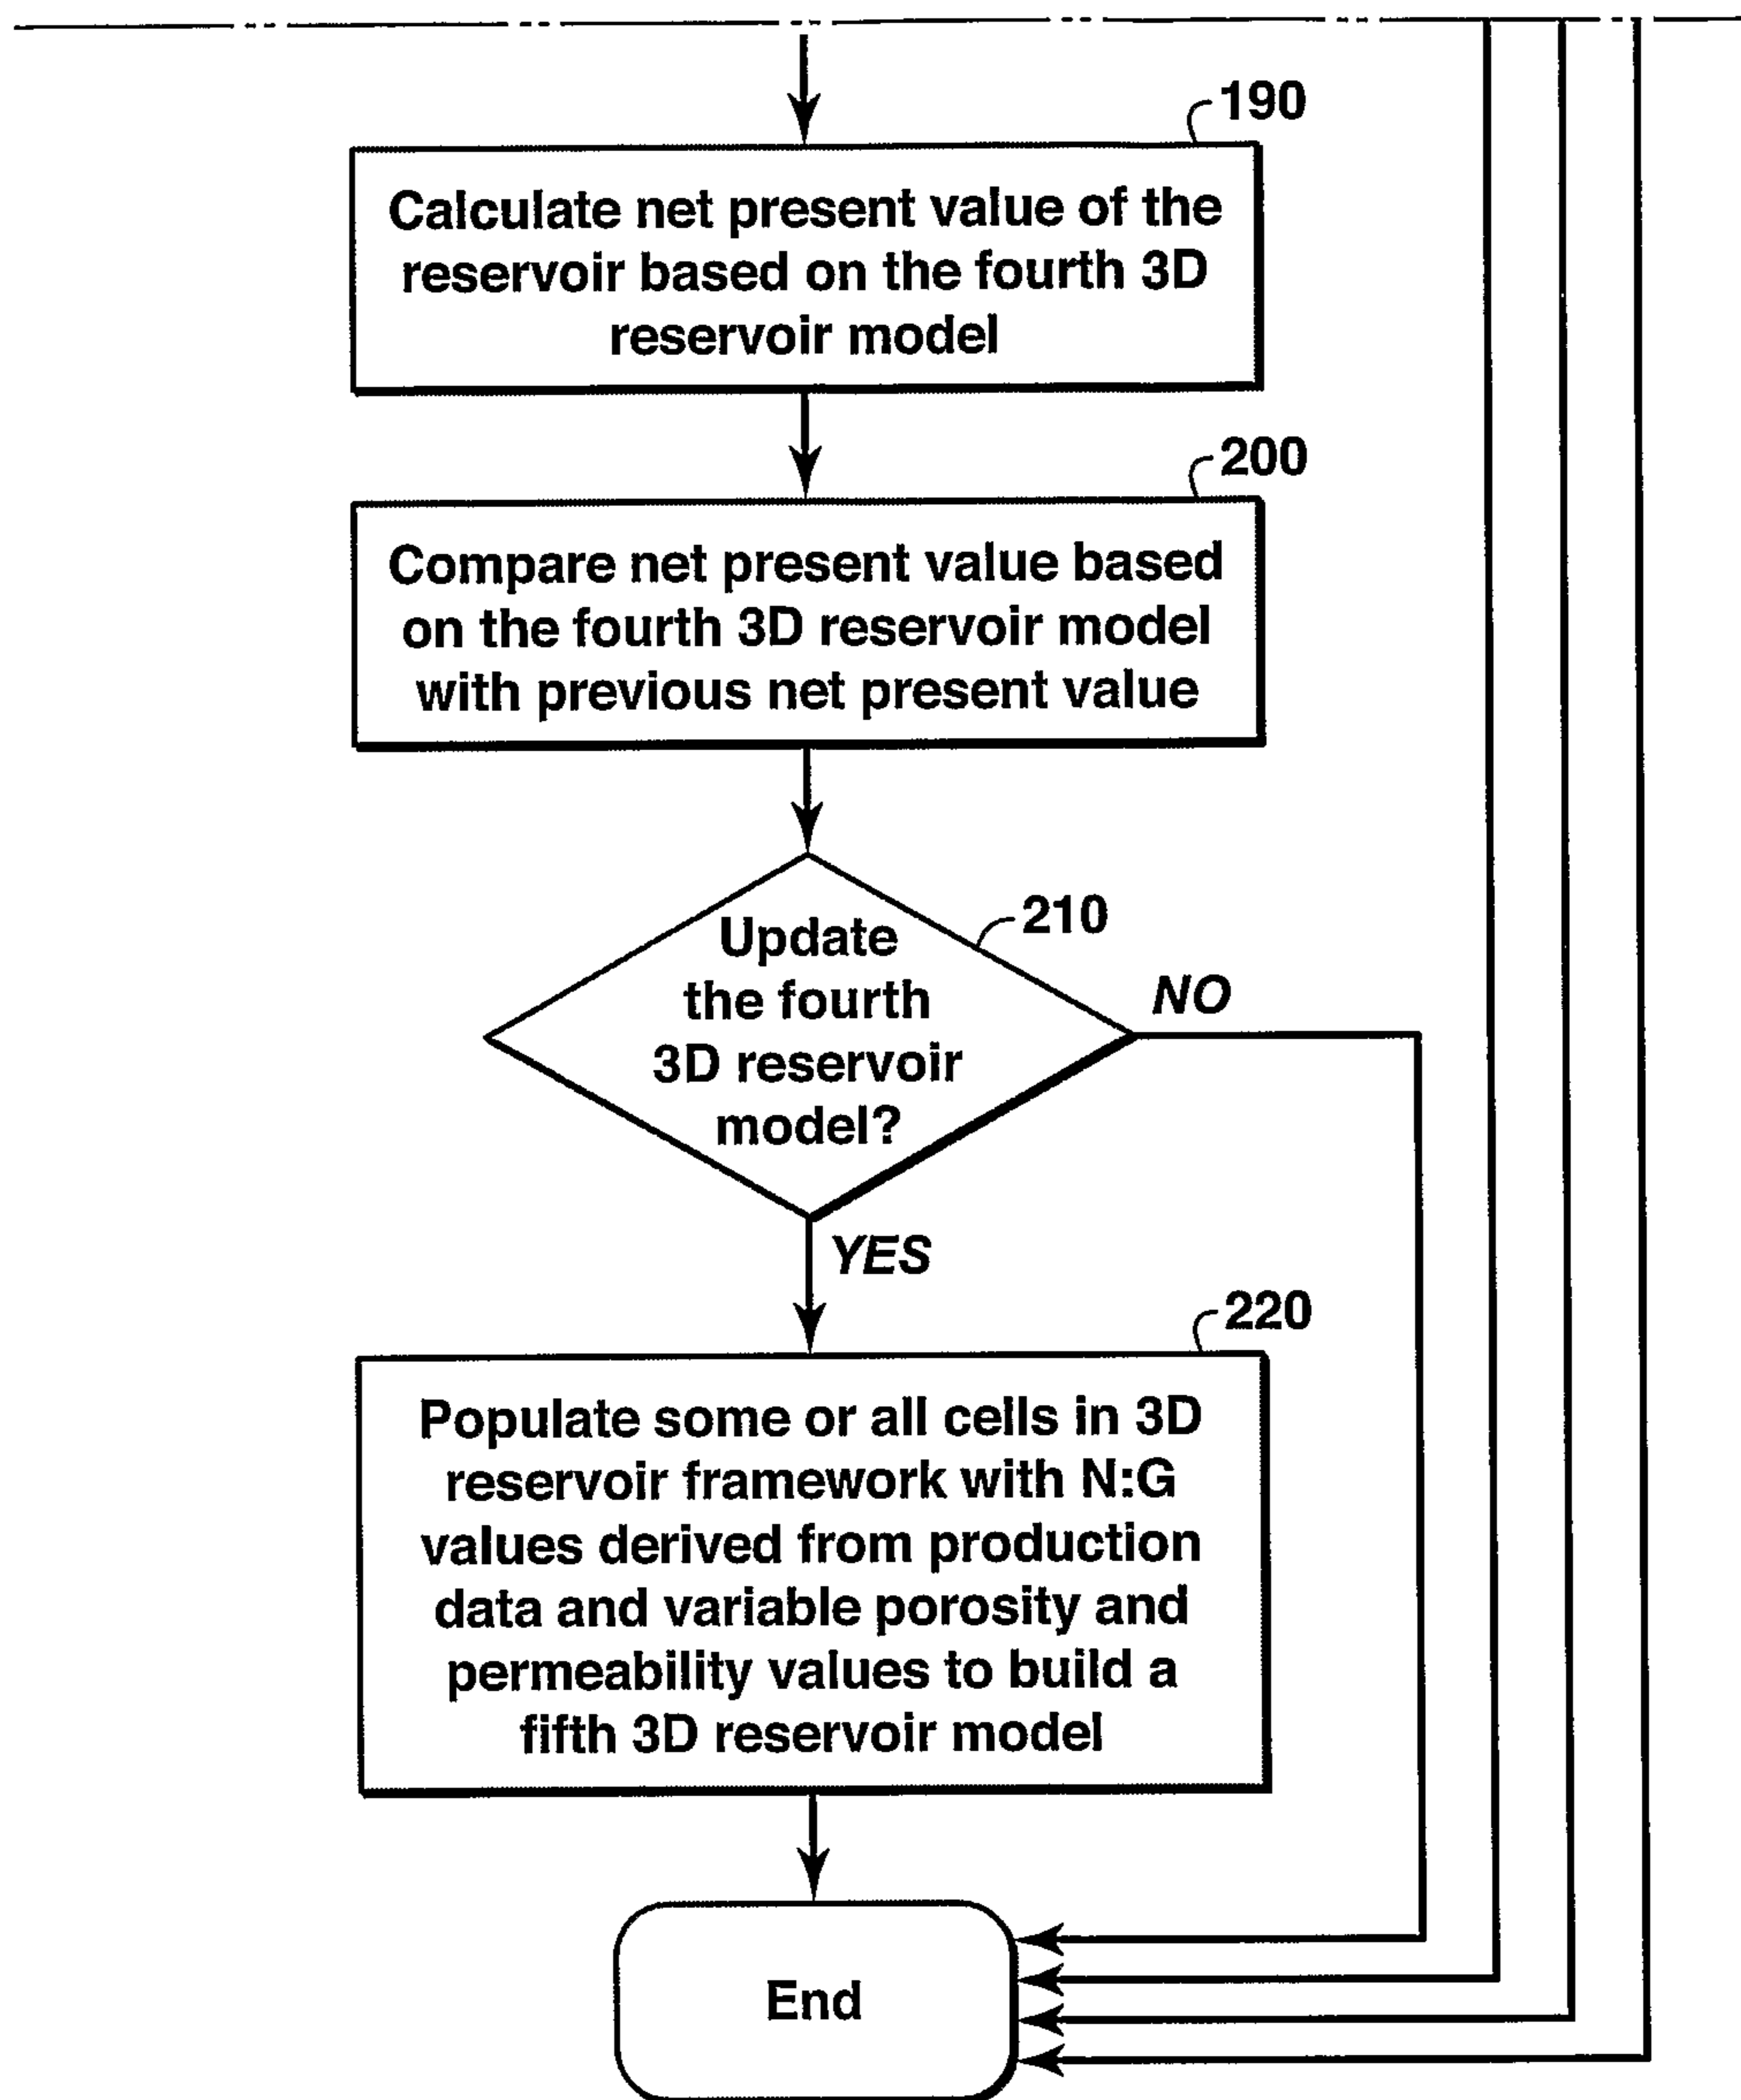 190
Calculate net present value of the
reservoir based on the fourth 3D
reservoir model
200
Compare net present value based
on the fourth 3D reservoir model
with previous net present value
210
Update
the fourth
3D reservoir
model?
NO
YES
220
Populate some or all cells in 3D
reservoir framework with N:G
values derived from production
data and variable porosity and
permeability values to build a
fifth 3D reservoir model
End